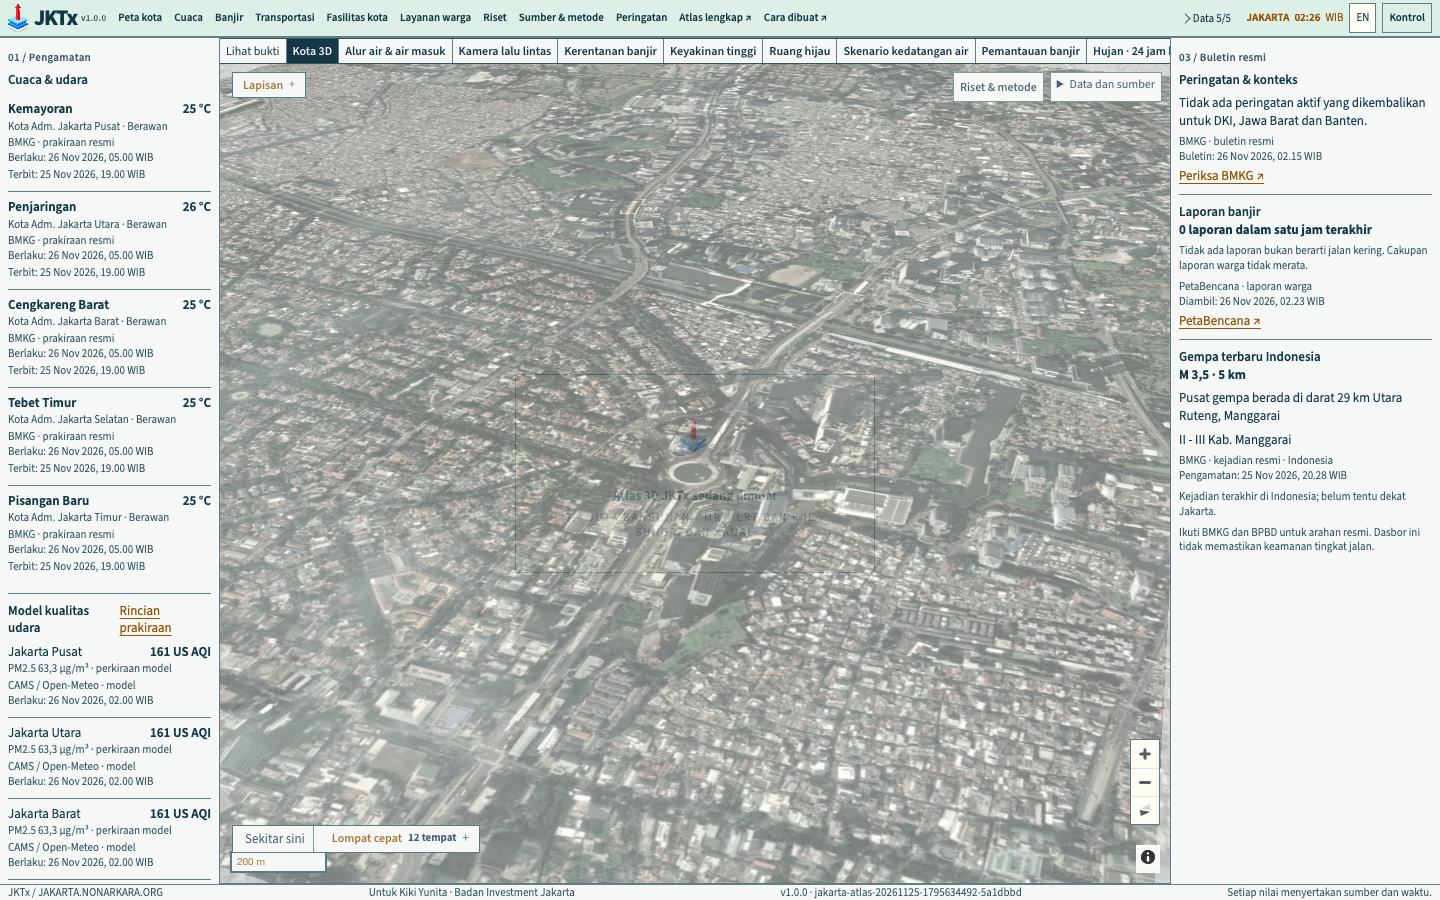 JKTx v1.0.0 Peta kota Cuaca Banjir Transportasi Fasilitas kota Layanan warga Riset Sumber & metode Peringatan Atlas lengkap ↗ Cara dibuat ↗ Data 5/5 JAKARTA 02:26 WIB EN Kontrol
01 / Pengamatan
Cuaca & udara
Kemayoran 25 °C
Kota Adm. Jakarta Pusat · Berawan
BMKG · prakiraan resmi
Berlaku: 26 Nov 2026, 05.00 WIB
Terbit: 25 Nov 2026, 19.00 WIB
Penjaringan 26 °C
Kota Adm. Jakarta Utara · Berawan
BMKG · prakiraan resmi
Berlaku: 26 Nov 2026, 05.00 WIB
Terbit: 25 Nov 2026, 19.00 WIB
Cengkareng Barat 25 °C
Kota Adm. Jakarta Barat · Berawan
BMKG · prakiraan resmi
Berlaku: 26 Nov 2026, 05.00 WIB
Terbit: 25 Nov 2026, 19.00 WIB
Tebet Timur 25 °C
Kota Adm. Jakarta Selatan · Berawan
BMKG · prakiraan resmi
Berlaku: 26 Nov 2026, 05.00 WIB
Terbit: 25 Nov 2026, 19.00 WIB
Pisangan Baru 25 °C
Kota Adm. Jakarta Timur · Berawan
BMKG · prakiraan resmi
Berlaku: 26 Nov 2026, 05.00 WIB
Terbit: 25 Nov 2026, 19.00 WIB
Model kualitas udara
Rincian prakiraan
Jakarta Pusat 161 US AQI
PM2.5 63,3 µg/m³ · perkiraan model
CAMS / Open-Meteo · model
Berlaku: 26 Nov 2026, 02.00 WIB
Jakarta Utara 161 US AQI
PM2.5 63,3 µg/m³ · perkiraan model
CAMS / Open-Meteo · model
Berlaku: 26 Nov 2026, 02.00 WIB
Jakarta Barat 161 US AQI
PM2.5 63,3 µg/m³ · perkiraan model
CAMS / Open-Meteo · model
Berlaku: 26 Nov 2026, 02.00 WIB
Lihat bukti Kota 3D Alur air & air masuk Kamera lalu lintas Kerentanan banjir Keyakinan tinggi Ruang hijau Skenario kedatangan air Pemantauan banjir Hujan · 24 jam
Lapisan +
Riset & metode
Data dan sumber
Atlas 3D JKTx sedang dimuat
SUNGAI DAN KANAL
Sekitar sini
Lompat cepat 12 tempat +
200 m
03 / Buletin resmi
Peringatan & konteks
Tidak ada peringatan aktif yang dikembalikan
untuk DKI, Jawa Barat dan Banten.
BMKG · buletin resmi
Buletin: 26 Nov 2026, 02.15 WIB
Periksa BMKG ↗
Laporan banjir
0 laporan dalam satu jam terakhir
Tidak ada laporan bukan berarti jalan kering. Cakupan
laporan warga tidak merata.
PetaBencana · laporan warga
Diambil: 26 Nov 2026, 02.23 WIB
PetaBencana ↗
Gempa terbaru Indonesia
M 3,5 · 5 km
Pusat gempa berada di darat 29 km Utara
Ruteng, Manggarai
II - III Kab. Manggarai
BMKG · kejadian resmi · Indonesia
Pengamatan: 25 Nov 2026, 20.28 WIB
Kejadian terakhir di Indonesia; belum tentu dekat
Jakarta.
Ikuti BMKG dan BPBD untuk arahan resmi. Dasbor ini
tidak memastikan keamanan tingkat jalan.
JKTx / JAKARTA.NONARKARA.ORG Untuk Kiki Yunita · Badan Investment Jakarta v1.0.0 · jakarta-atlas-20261125-1795634492-5a1dbbb Setiap nilai menyertakan sumber dan waktu.